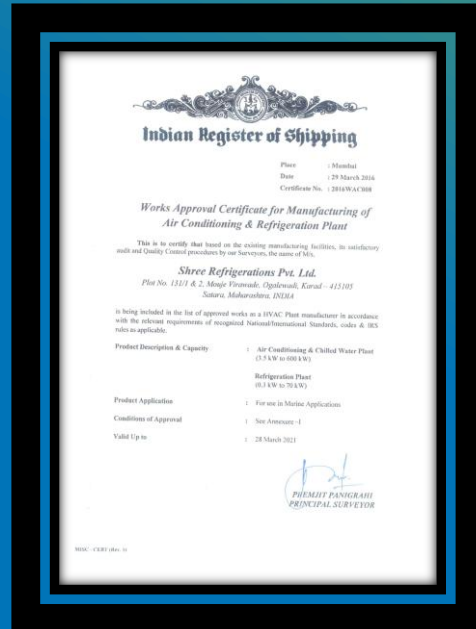 Indian Register of Shipping
Place : Mumbai
Date : 29 March 2016
Certificate No. : 2016WAC008
Works Approval Certificate for Manufacturing of
Air Conditioning & Refrigeration Plant
This is to certify that based on the existing manufacturing facilities, its satisfactory
audit and Quality Control procedures by our Surveyors, the name of M/s.
Shree Refrigerations Pvt. Ltd.
Plot No. 131/1 & 2, Mouje Virawade, Ogalewadi, Karad – 415105
Satara, Maharashtra, INDIA
is being included in the list of approved works as a HVAC Plant manufacturer in accordance
with the relevant requirements of recognized National/International Standards, codes & IRS
rules as applicable.
Product Description & Capacity : Air Conditioning & Chilled Water Plant
(3.5 kW to 600 kW)
Refrigeration Plant
(0.3 kW to 70 kW)
Product Application : For use in Marine Applications
Conditions of Approval : See Annexure -I
Valid Up to : 28 March 2021
PREMJIT PANIGRAHI
PRINCIPAL SURVEYOR
MISC - CERT (Rev. 0)